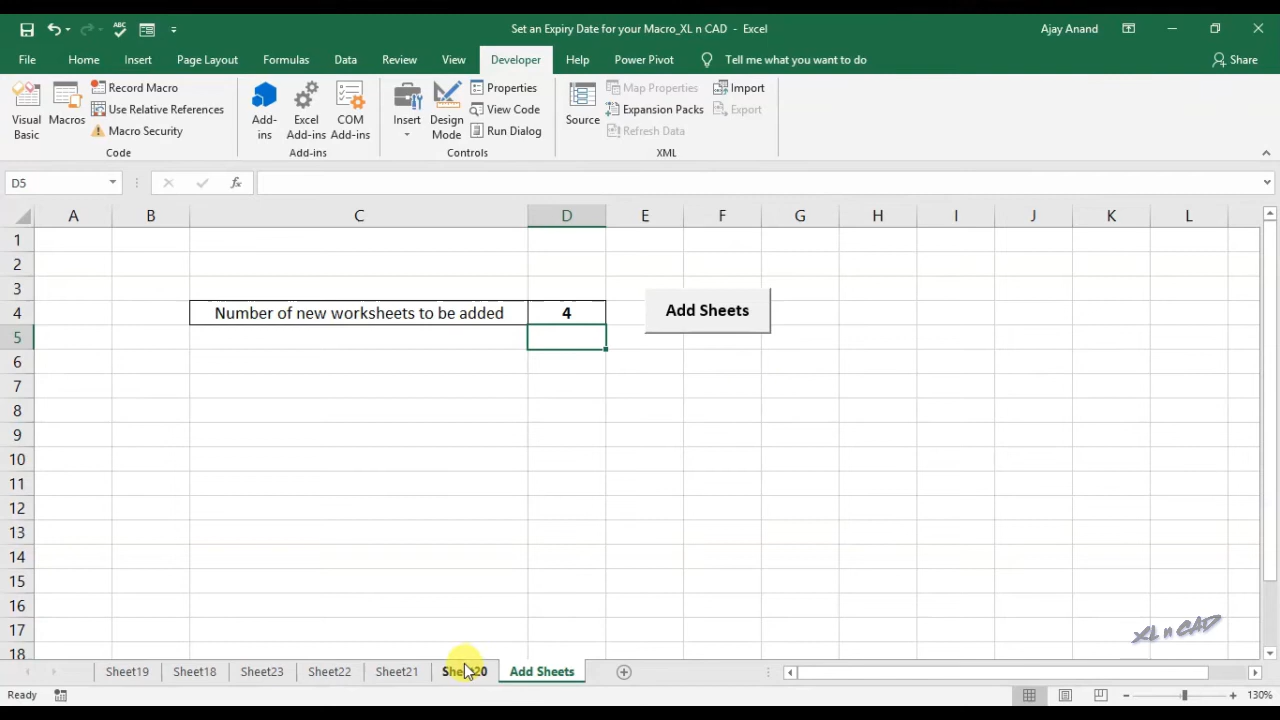 Set an Expiry Date for your Macro_XL n CAD - Excel
Ajay Anand
File Home Insert Page Layout Formulas Data Review View Developer Help Power Pivot Tell me what you want to do Share
Visual Basic
Macros
Record Macro
Use Relative References
Macro Security
Code
Add-ins
Excel Add-ins
COM Add-ins
Add-ins
Insert
Design Mode
Properties
View Code
Run Dialog
Controls
Source
Map Properties
Expansion Packs
Refresh Data
Import
Export
XML
D5
fx
A B C D E F G H I J K L
1
2
3
4 Number of new worksheets to be added 4 Add Sheets
5
6
7
8
9
10
11
12
13
14
15
16
17
18
XL n CAD
Sheet19 Sheet18 Sheet23 Sheet22 Sheet21 Sheet20 Add Sheets
Ready 130%